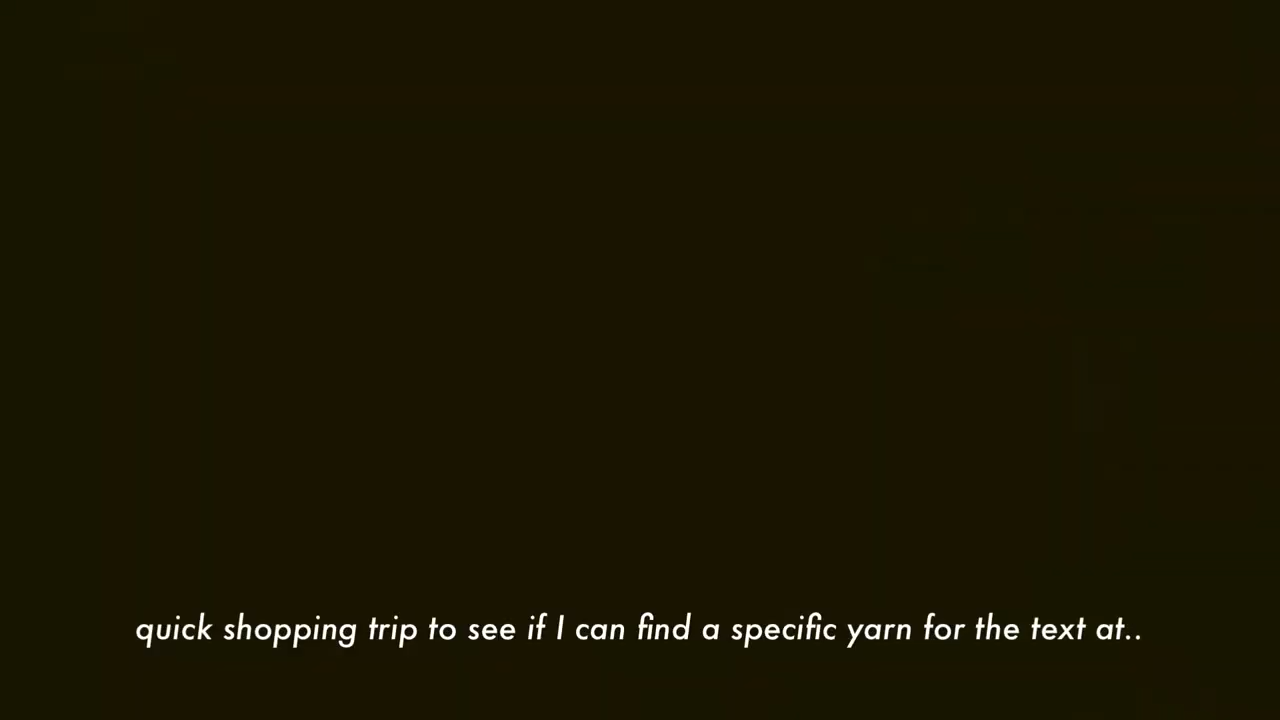 quick shopping trip to see if I can find a specific yarn for the text at..